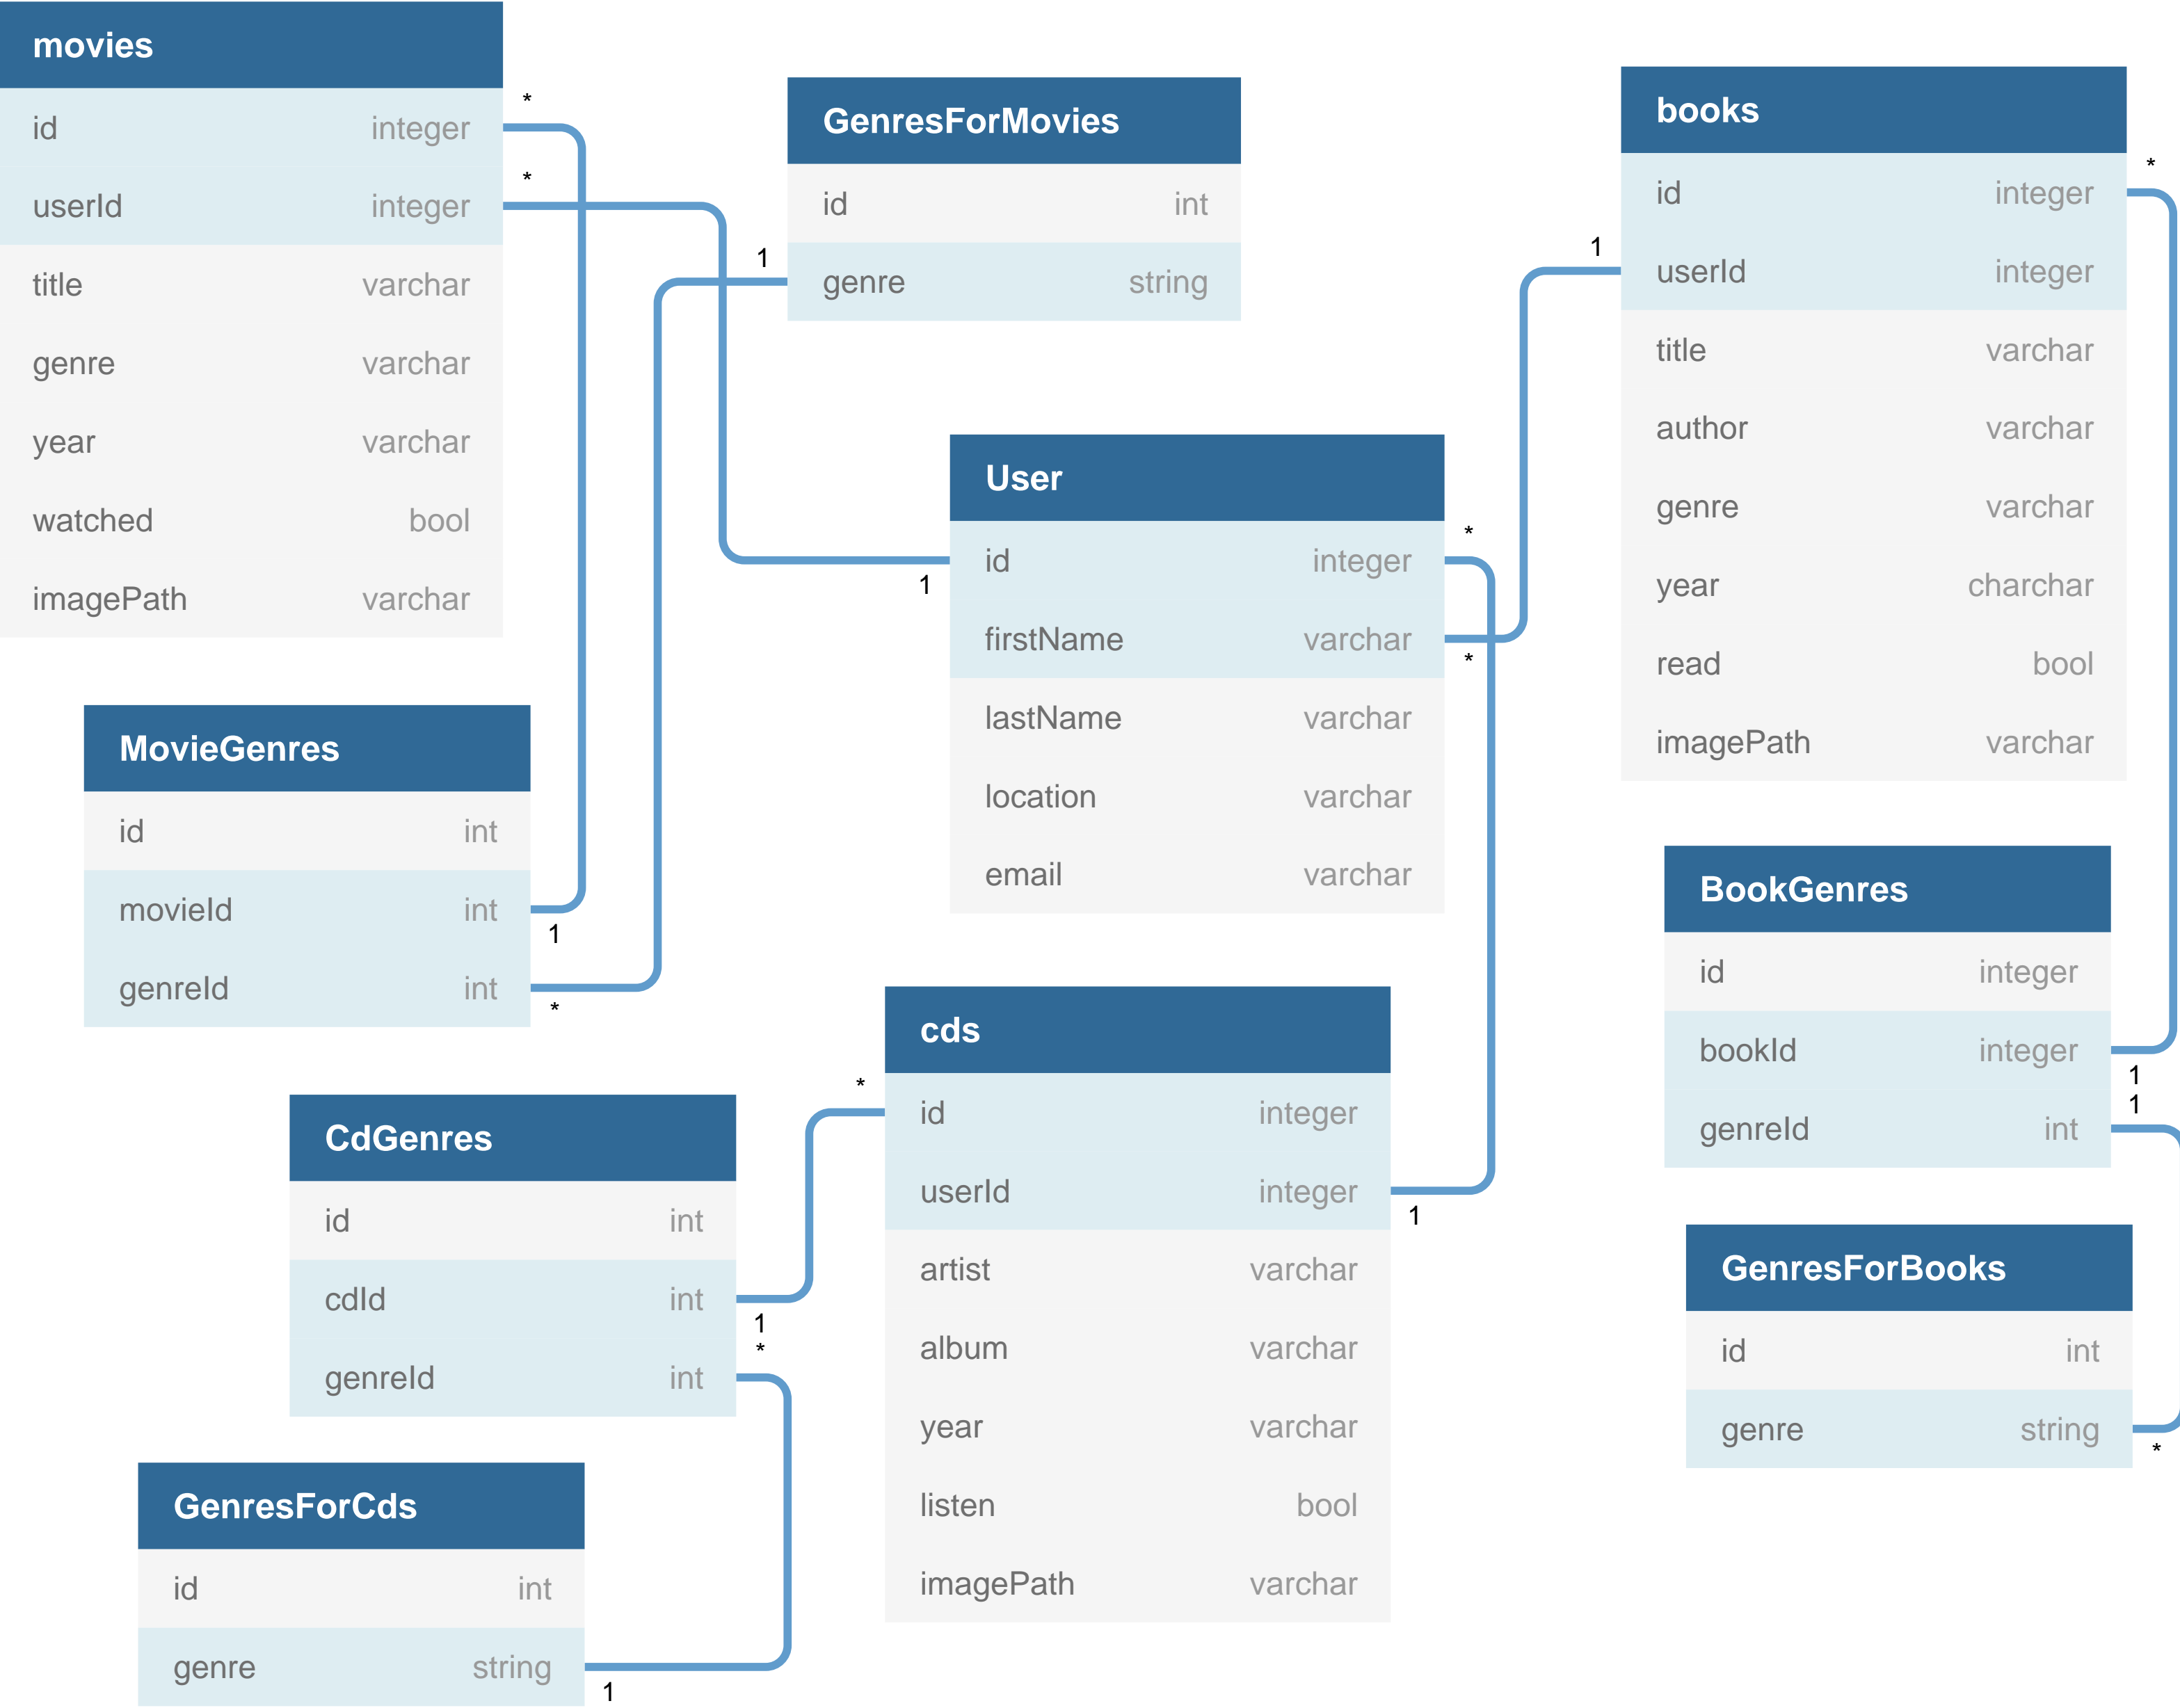 movies
id integer *
userId integer *
title varchar
genre varchar
year varchar
watched bool
imagePath varchar
GenresForMovies
id int
1 genre string
books
id integer *
1 userId integer
title varchar
author varchar
genre varchar
year charchar
read bool
imagePath varchar
User
1 id integer *
firstName varchar *
lastName varchar
location varchar
email varchar
MovieGenres
id int
movieId int 1
genreId int *
BookGenres
id integer
bookId integer 1
genreId int 1
cds
* id integer
userId integer 1
artist varchar
album varchar
year varchar
listen bool
imagePath varchar
CdGenres
id int
cdId int 1
genreId int *
GenresForBooks
id int
genre string *
GenresForCds
id int
genre string 1